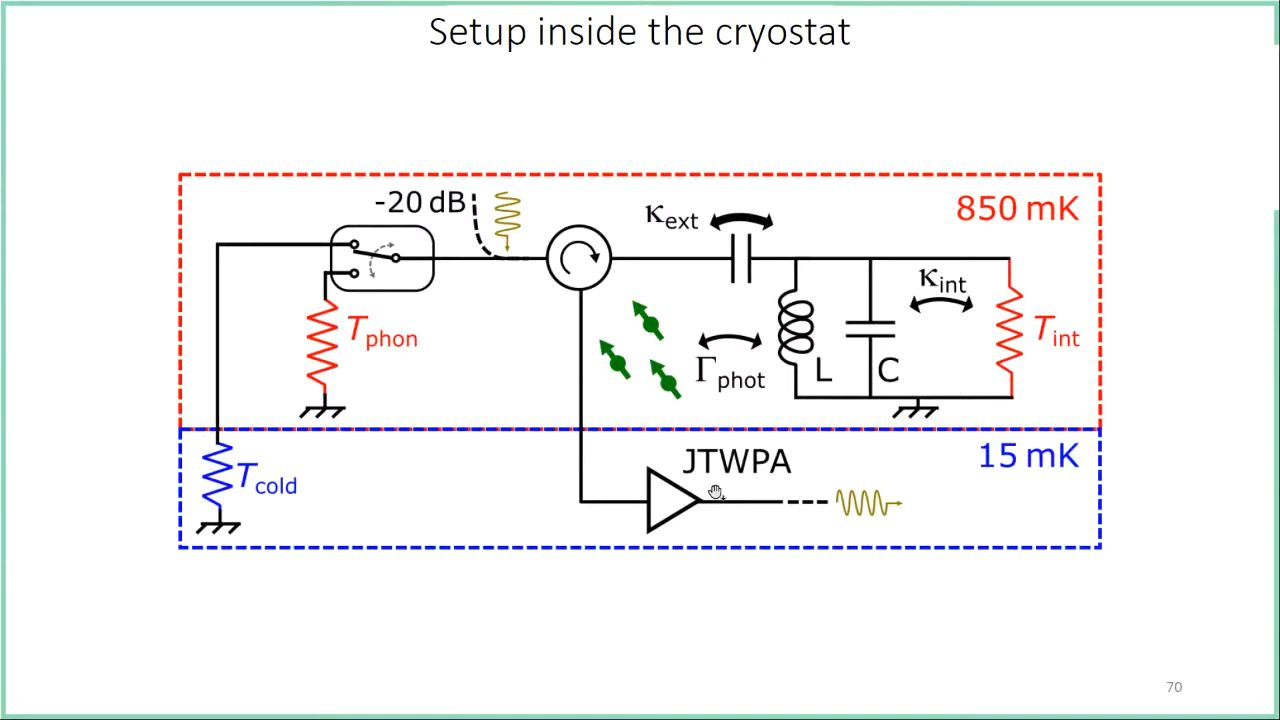 Setup inside the cryostat
-20 dB
κext
850 mK
κint
Tphon
Γphot
L
C
Tint
Tcold
JTWPA
15 mK
70